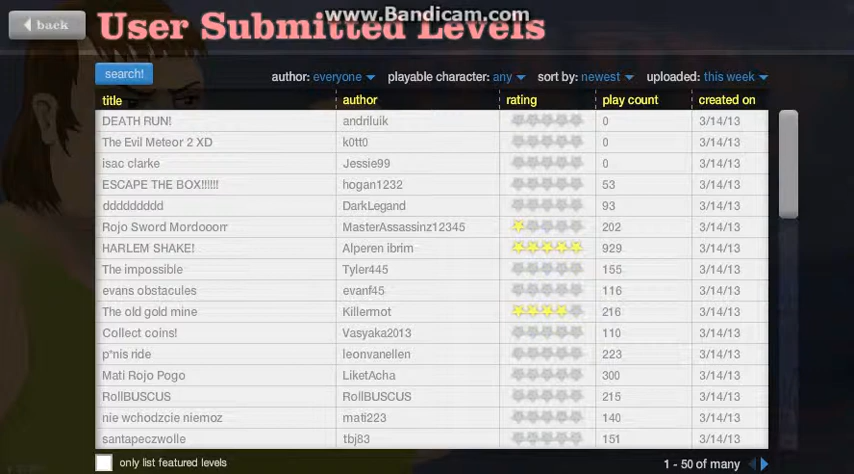 www.Bandicam.com
back
User Submitted Levels
search!
author: everyone playable character: any sort by: newest uploaded: this week
title author rating play count created on
DEATH RUN! andriluik 0 3/14/13
The Evil Meteor 2 XD k0tt0 0 3/14/13
isac clarke Jessie99 0 3/14/13
ESCAPE THE BOX!!!!!! hogan1232 53 3/14/13
ddddddddd DarkLegand 93 3/14/13
Rojo Sword Mordooorr MasterAssassinz12345 202 3/14/13
HARLEM SHAKE! Alperen ibrim 929 3/14/13
The impossible Tyler445 155 3/14/13
evans obstacules evanf45 116 3/14/13
The old gold mine Killermot 216 3/14/13
Collect coins! Vasyaka2013 110 3/14/13
p*nis ride leonvanellen 223 3/14/13
Mati Rojo Pogo LiketAcha 300 3/14/13
RollBUSCUS RollBUSCUS 215 3/14/13
nie wchodzcie niemoz mati223 140 3/14/13
santapeczwolle tbj83 151 3/14/13
only list featured levels 1 - 50 of many